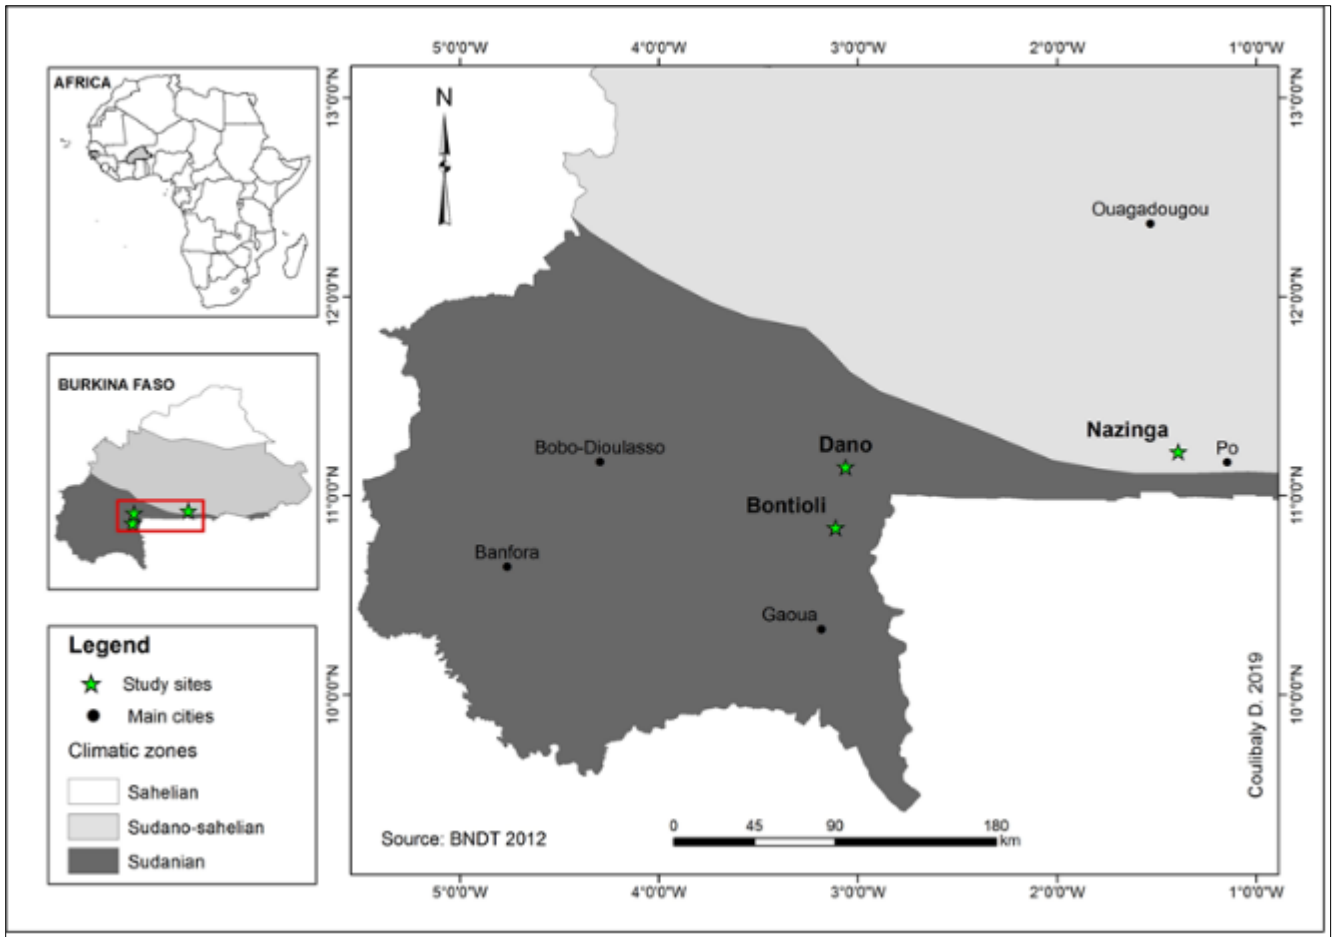 AFRICA
BURKINA FASO
Legend
Study sites
Main cities
Climatic zones
Sahelian
Sudano-sahelian
Sudanian
5°0'0"W 4°0'0"W 3°0'0"W 2°0'0"W 1°0'0"W
13°0'0"N
12°0'0"N
11°0'0"N
10°0'0"N
N
Ouagadougou
Nazinga
Po
Dano
Bobo-Dioulasso
Bontioli
Banfora
Gaoua
Source: BNDT 2012
0 45 90 180
km
Coulibaly D. 2019
13°0'0"N
12°0'0"N
11°0'0"N
10°0'0"N
5°0'0"W 4°0'0"W 3°0'0"W 2°0'0"W 1°0'0"W